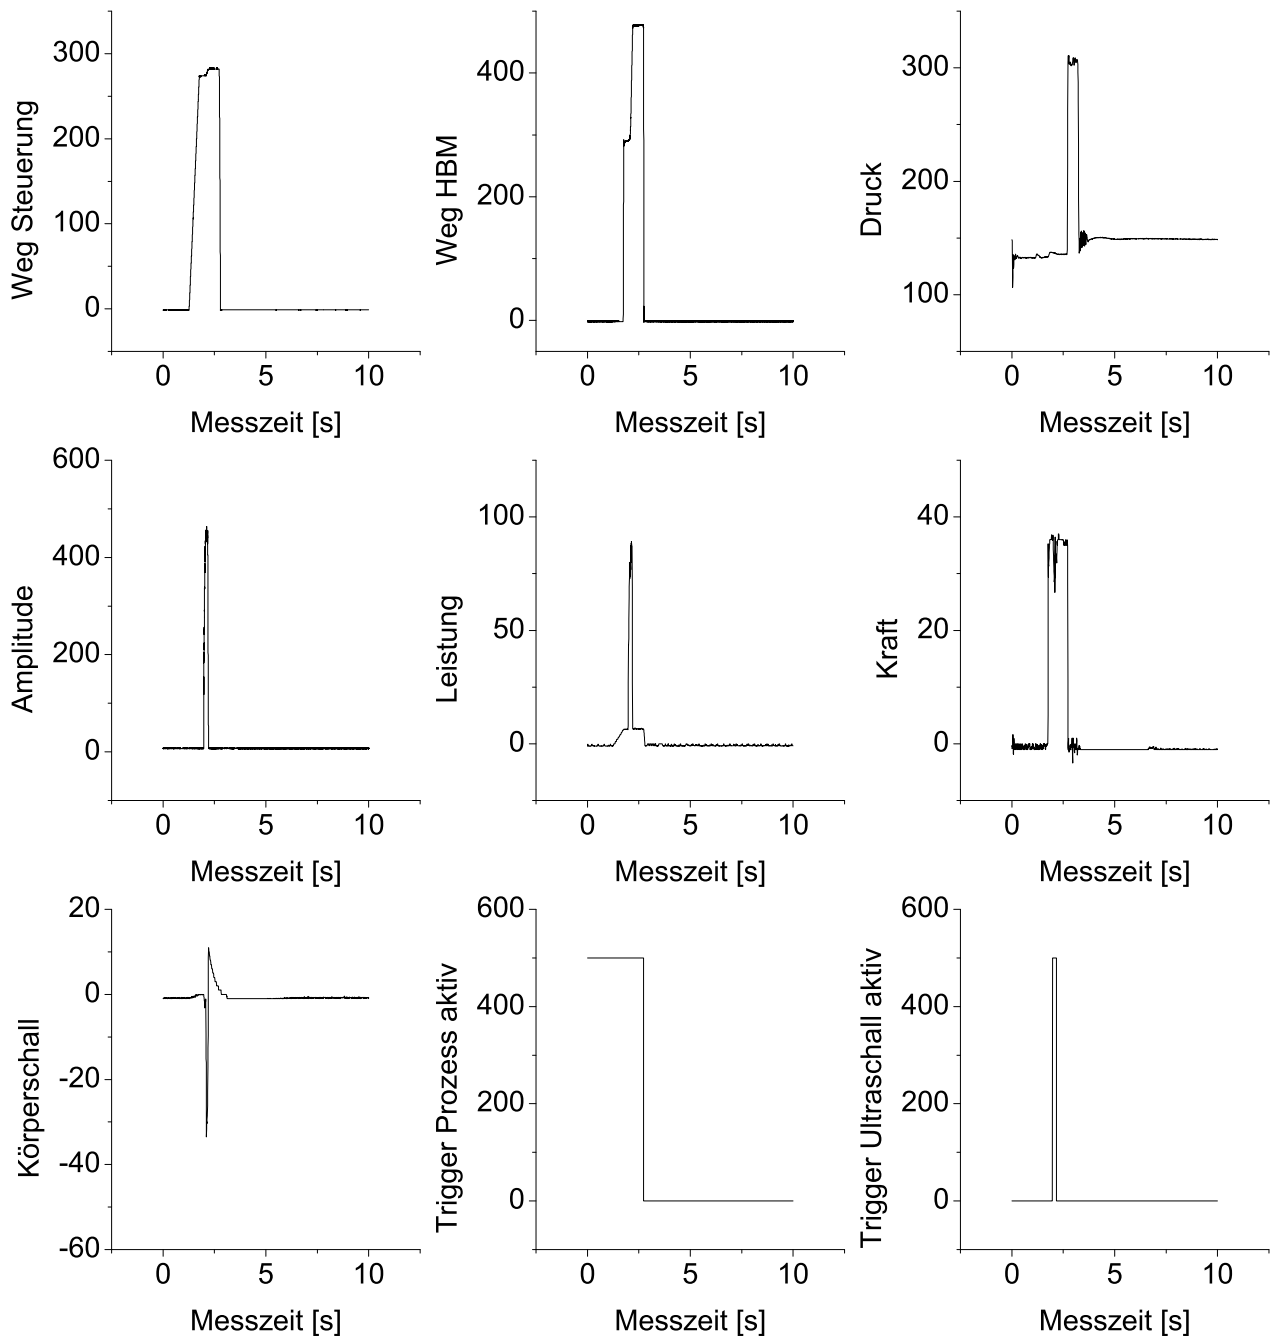 Weg Steuerung
300
200
100
0
0 5 10
Messzeit [s]
Weg HBM
400
200
0
0 5 10
Messzeit [s]
Druck
300
200
100
0 5 10
Messzeit [s]
Amplitude
600
400
200
0
0 5 10
Messzeit [s]
Leistung
100
50
0
0 5 10
Messzeit [s]
Kraft
40
20
0
0 5 10
Messzeit [s]
Körperschall
20
0
-20
-40
-60
0 5 10
Messzeit [s]
Trigger Prozess aktiv
600
400
200
0
0 5 10
Messzeit [s]
Trigger Ultraschall aktiv
600
400
200
0
0 5 10
Messzeit [s]